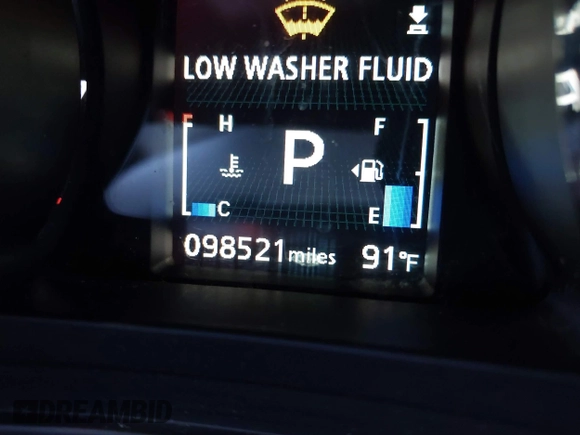 LOW WASHER FLUID
H F
P
C E
098521 miles 91°F
DREAMBID